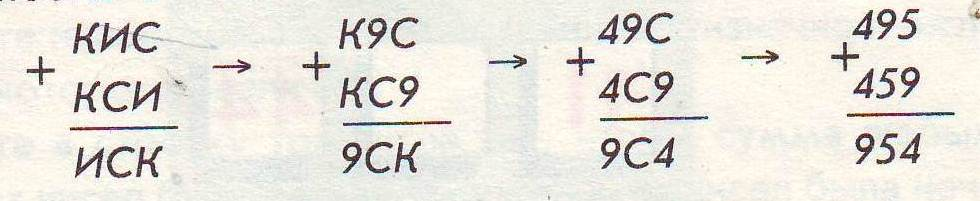 КИС → К9С → 49С → 495
+ + + +
КСИ КС9 4С9 459
ИСК 9СК 9С4 954